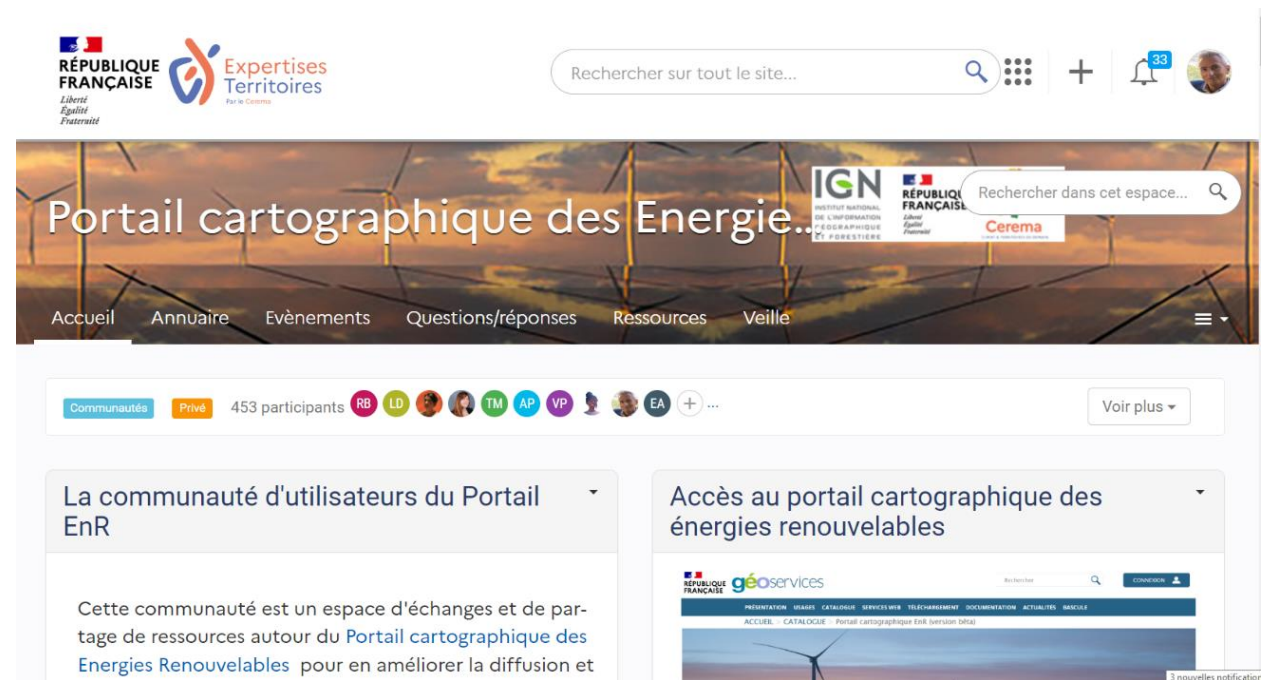 RÉPUBLIQUE
FRANÇAISE
Liberté
Égalité
Fraternité
Expertises
Territoires
Par le Cerema
Rechercher sur tout le site...
33
Portail cartographique des Energie...
IGN
INSTITUT NATIONAL
DE L'INFORMATION
GÉOGRAPHIQUE
ET FORESTIÈRE
RÉPUBLIQU
FRANÇAISE
Liberté
Égalité
Fraternité
Cerema
Rechercher dans cet espace...
Accueil Annuaire Evènements Questions/réponses Ressources Veille
Communautés Privé 453 participants RB LD TM AP VP EA + ... Voir plus
La communauté d'utilisateurs du Portail
EnR
Cette communauté est un espace d'échanges et de par-
tage de ressources autour du Portail cartographique des
Energies Renouvelables pour en améliorer la diffusion et
Accès au portail cartographique des
énergies renouvelables
RÉPUBLIQUE
FRANÇAISE
géoservices
Rechercher
CONNEXION
PRÉSENTATION USAGES CATALOGUE SERVICES WEB TÉLÉCHARGEMENT DOCUMENTATION ACTUALITÉS BASCULE
ACCUEIL > CATALOGUE > Portail cartographique EnR (version bêta)
3 nouvelles notification